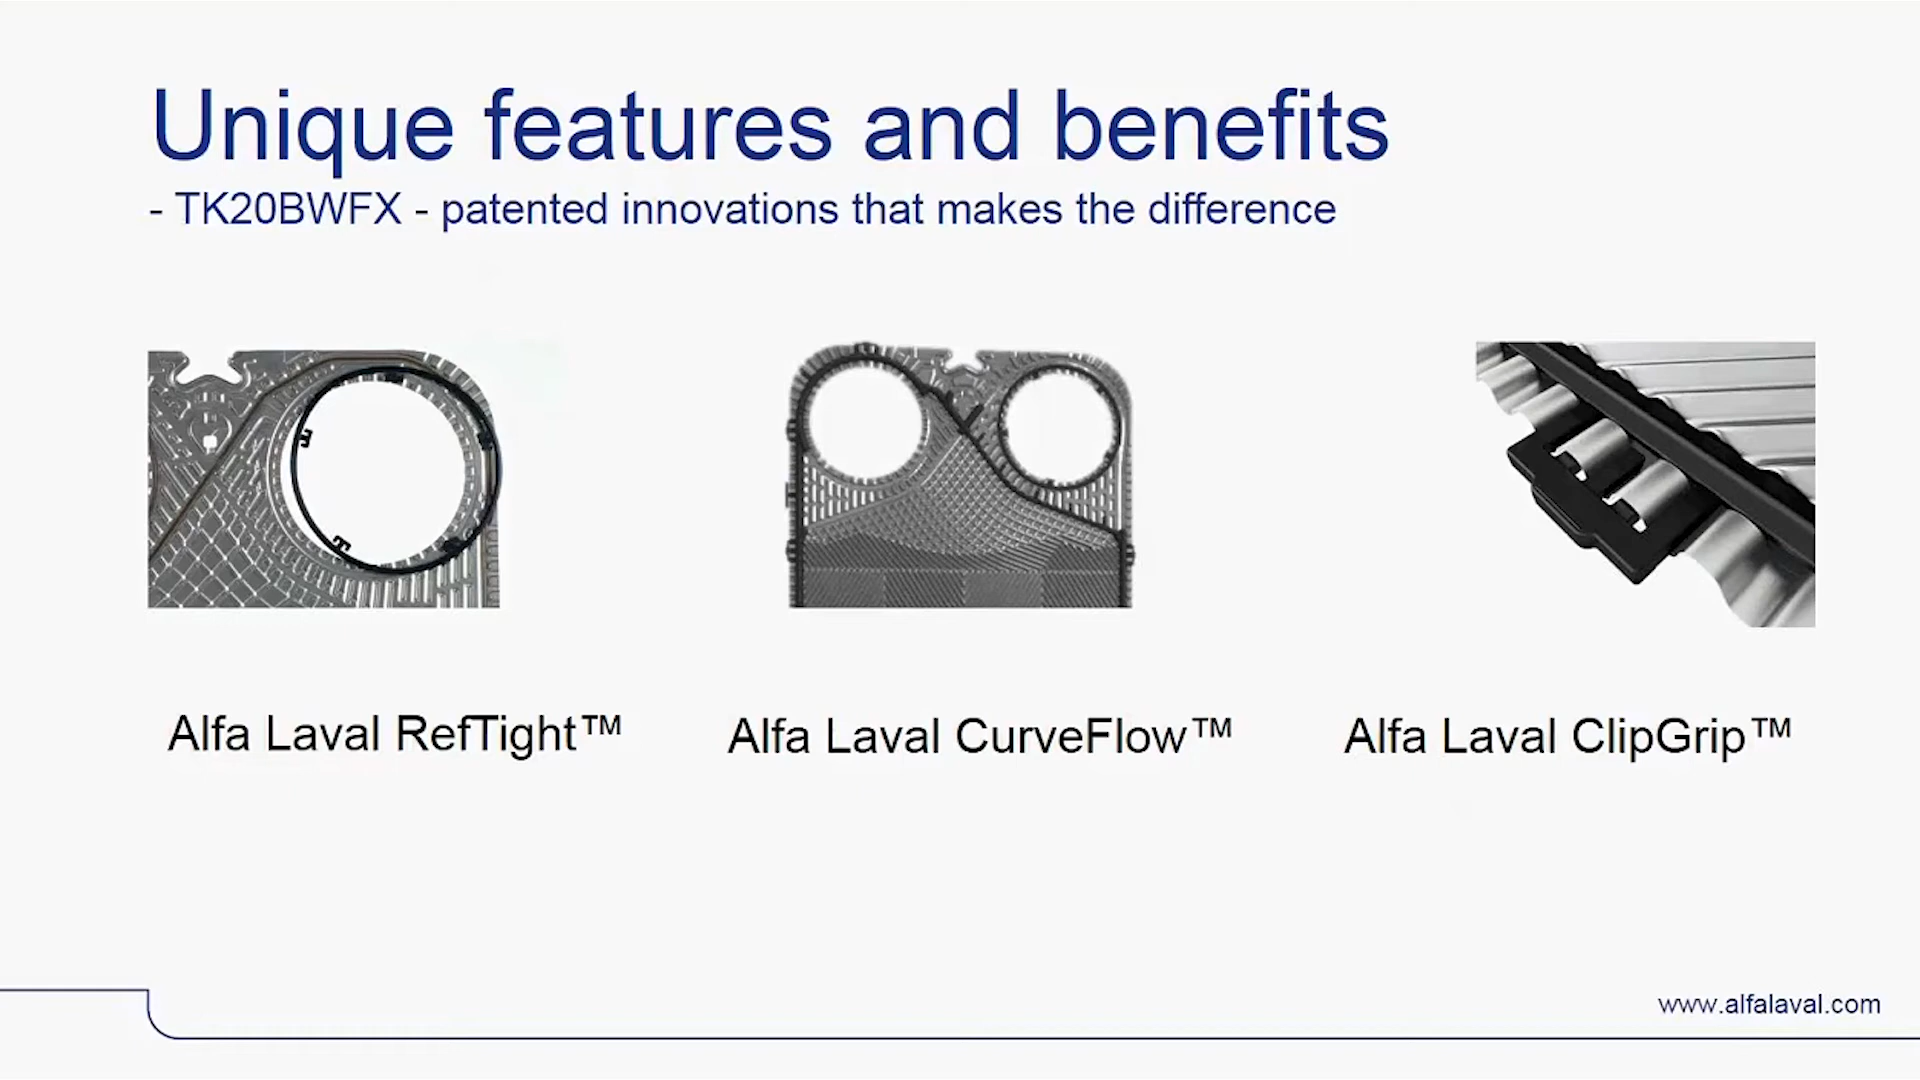 Unique features and benefits
- TK20BWFX - patented innovations that makes the difference
Alfa Laval RefTight™
Alfa Laval CurveFlow™
Alfa Laval ClipGrip™
www.alfalaval.com